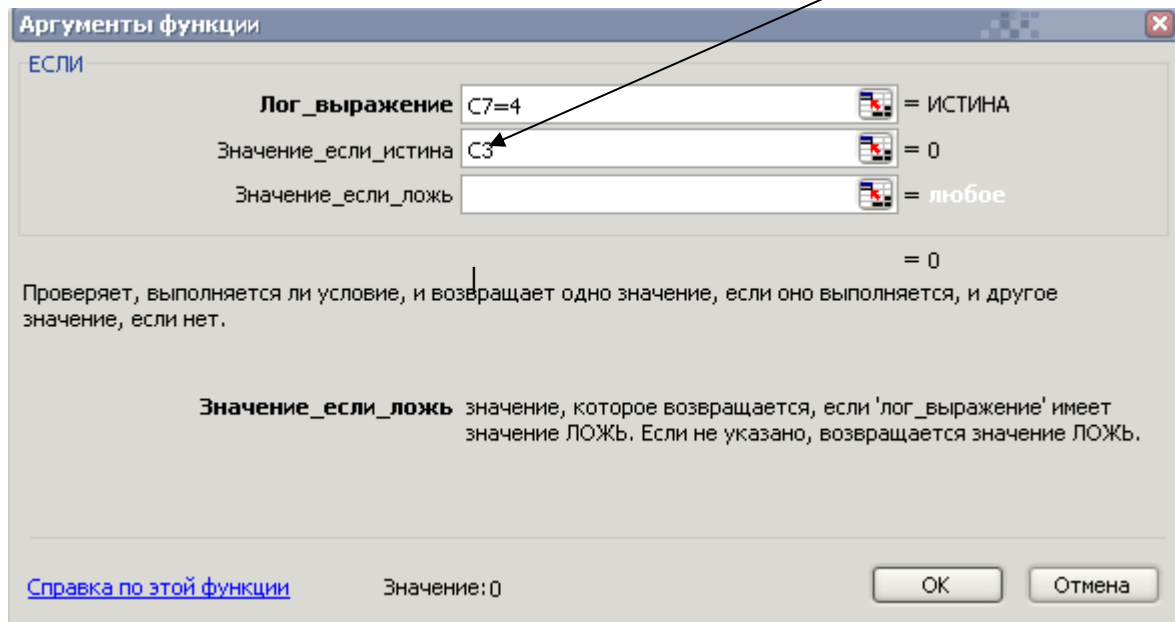 Аргументы функции
ЕСЛИ
Лог_выражение C7=4 = ИСТИНА
Значение_если_истина C3 = 0
Значение_если_ложь = любое
= 0
Проверяет, выполняется ли условие, и возвращает одно значение, если оно выполняется, и другое
значение, если нет.
Значение_если_ложь значение, которое возвращается, если 'лог_выражение' имеет
значение ЛОЖЬ. Если не указано, возвращается значение ЛОЖЬ.
Справка по этой функции Значение: 0 ОК Отмена